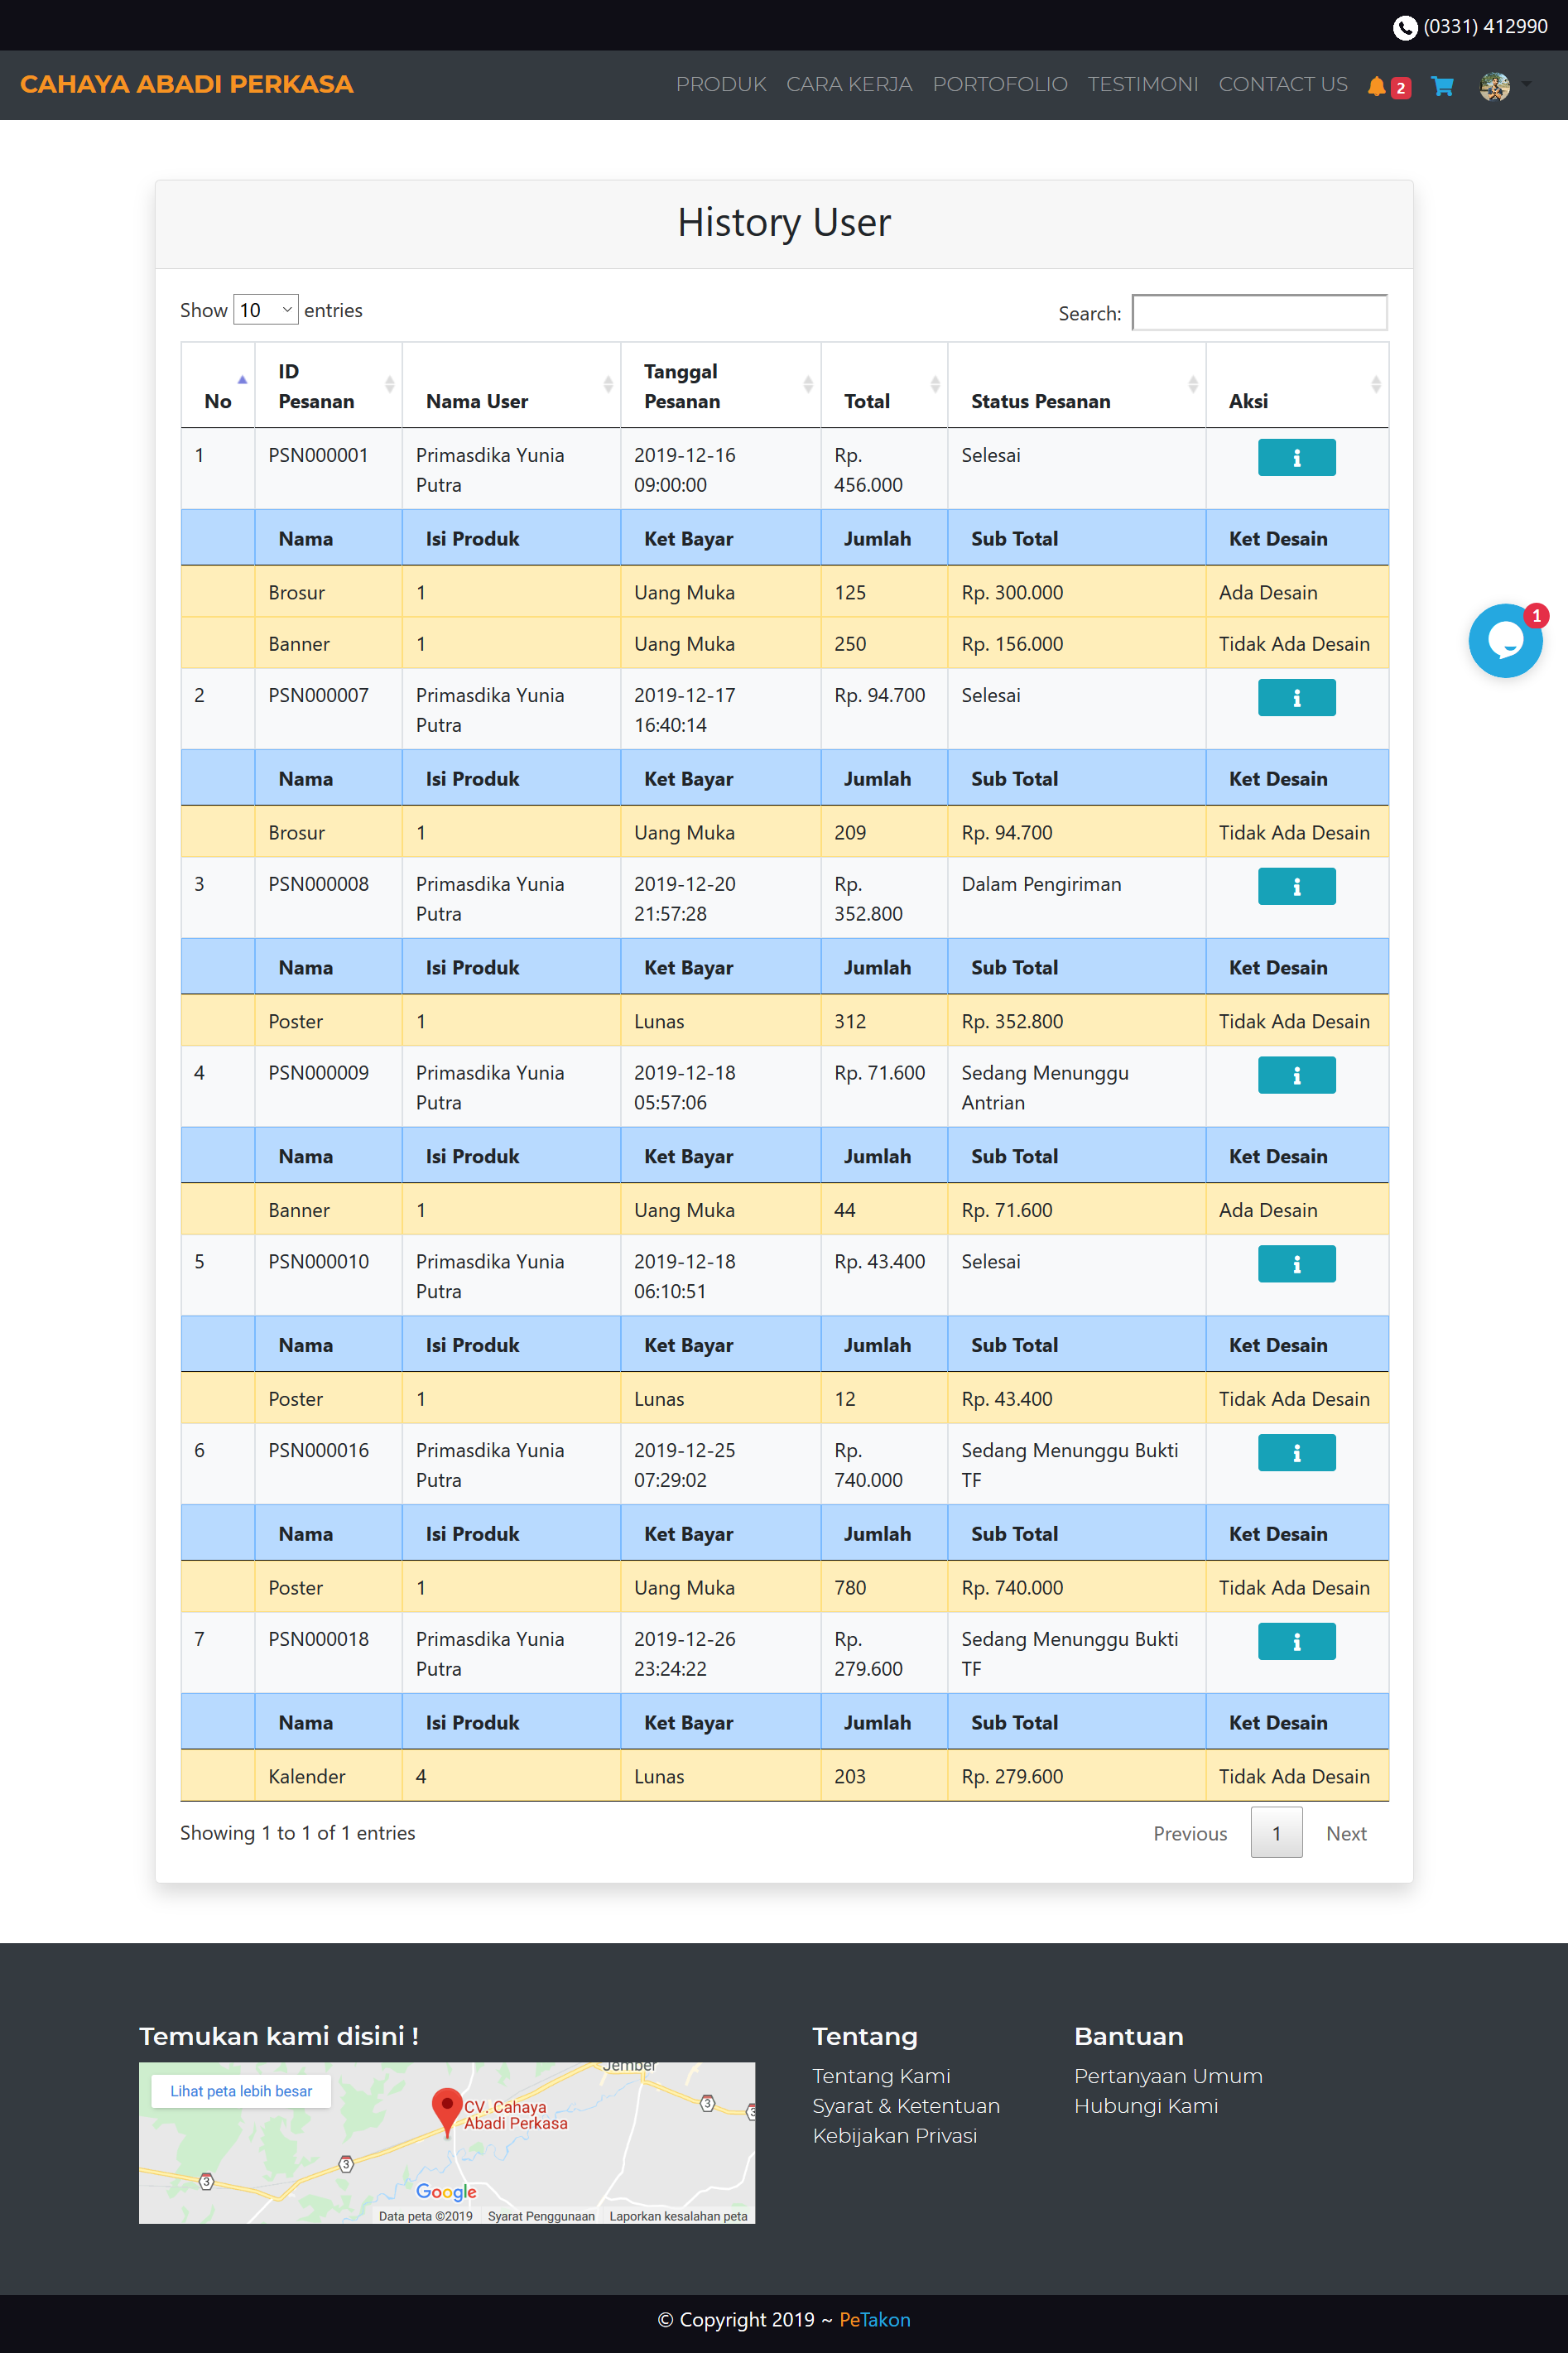 (0331) 412990
CAHAYA ABADI PERKASA PRODUK CARA KERJA PORTOFOLIO TESTIMONI CONTACT US 2
History User
Show 10 entries Search:
No ID Pesanan Nama User Tanggal Pesanan Total Status Pesanan Aksi
1 PSN000001 Primasdika Yunia Putra 2019-12-16 09:00:00 Rp. 456.000 Selesai
Nama Isi Produk Ket Bayar Jumlah Sub Total Ket Desain
Brosur 1 Uang Muka 125 Rp. 300.000 Ada Desain
1
Banner 1 Uang Muka 250 Rp. 156.000 Tidak Ada Desain
2 PSN000007 Primasdika Yunia Putra 2019-12-17 16:40:14 Rp. 94.700 Selesai
Nama Isi Produk Ket Bayar Jumlah Sub Total Ket Desain
Brosur 1 Uang Muka 209 Rp. 94.700 Tidak Ada Desain
3 PSN000008 Primasdika Yunia Putra 2019-12-20 21:57:28 Rp. 352.800 Dalam Pengiriman
Nama Isi Produk Ket Bayar Jumlah Sub Total Ket Desain
Poster 1 Lunas 312 Rp. 352.800 Tidak Ada Desain
4 PSN000009 Primasdika Yunia Putra 2019-12-18 05:57:06 Rp. 71.600 Sedang Menunggu Antrian
Nama Isi Produk Ket Bayar Jumlah Sub Total Ket Desain
Banner 1 Uang Muka 44 Rp. 71.600 Ada Desain
5 PSN000010 Primasdika Yunia Putra 2019-12-18 06:10:51 Rp. 43.400 Selesai
Nama Isi Produk Ket Bayar Jumlah Sub Total Ket Desain
Poster 1 Lunas 12 Rp. 43.400 Tidak Ada Desain
6 PSN000016 Primasdika Yunia Putra 2019-12-25 07:29:02 Rp. 740.000 Sedang Menunggu Bukti TF
Nama Isi Produk Ket Bayar Jumlah Sub Total Ket Desain
Poster 1 Uang Muka 780 Rp. 740.000 Tidak Ada Desain
7 PSN000018 Primasdika Yunia Putra 2019-12-26 23:24:22 Rp. 279.600 Sedang Menunggu Bukti TF
Nama Isi Produk Ket Bayar Jumlah Sub Total Ket Desain
Kalender 4 Lunas 203 Rp. 279.600 Tidak Ada Desain
Showing 1 to 1 of 1 entries Previous 1 Next
Temukan kami disini !
Jember
Lihat peta lebih besar
CV. Cahaya
Abadi Perkasa
3
3
3
3
Google
Data peta ©2019 Syarat Penggunaan Laporkan kesalahan peta
Tentang
Tentang Kami
Syarat & Ketentuan
Kebijakan Privasi
Bantuan
Pertanyaan Umum
Hubungi Kami
© Copyright 2019 ~ PeTakon